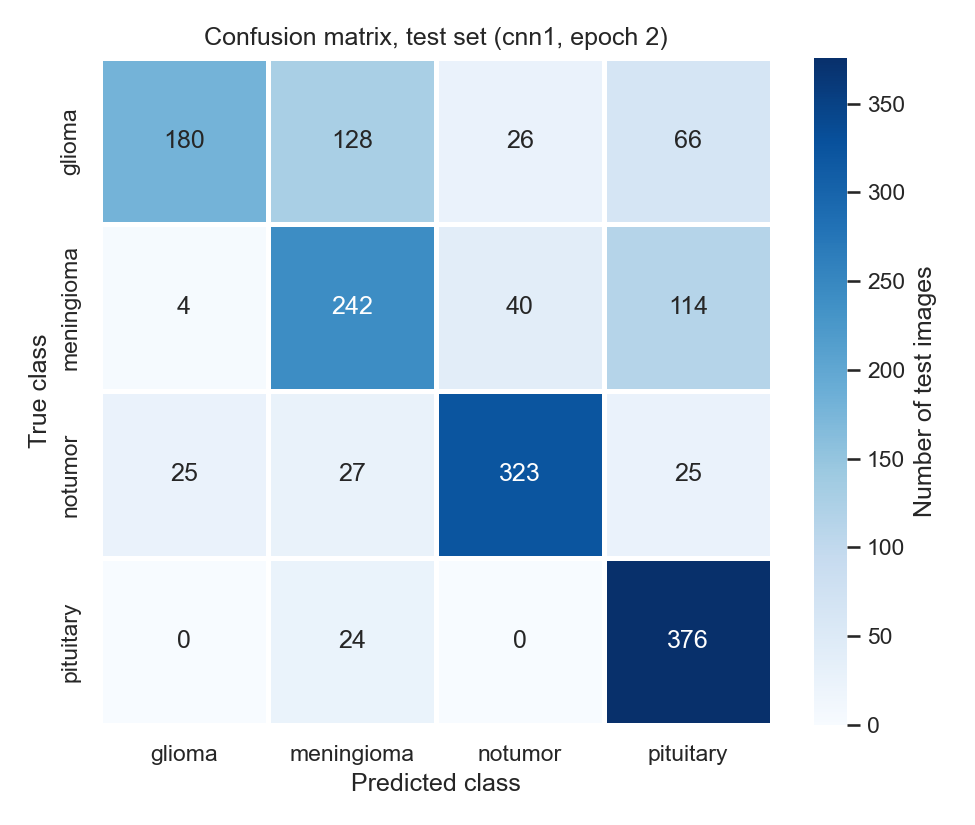 Confusion matrix, test set (cnn1, epoch 2)
True class
glioma
180 128 26 66
meningioma
4 242 40 114
notumor
25 27 323 25
pituitary
0 24 0 376
glioma meningioma notumor pituitary
Predicted class
350
300
250
200
150
100
50
0
Number of test images